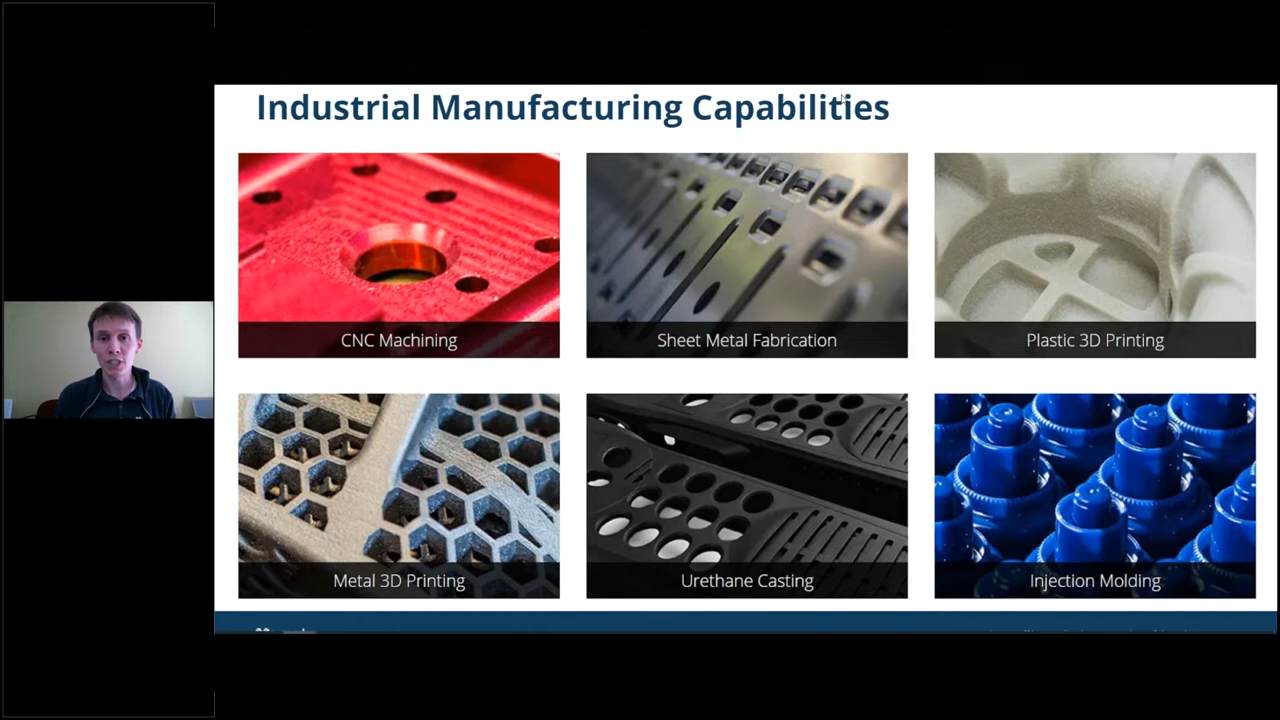 Industrial Manufacturing Capabilities
CNC Machining
Sheet Metal Fabrication
Plastic 3D Printing
Metal 3D Printing
Urethane Casting
Injection Molding